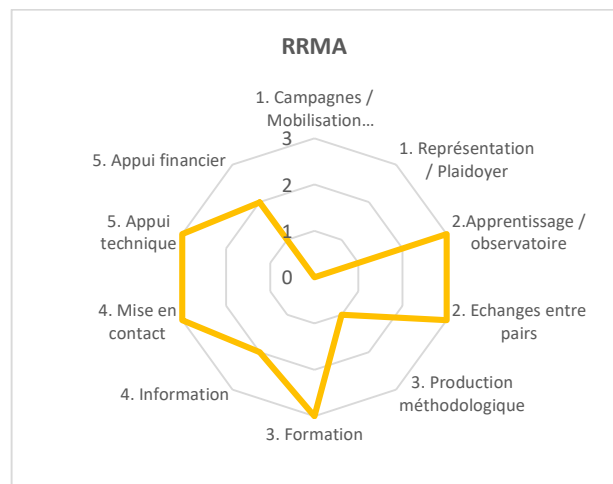 RRMA
1. Campagnes /
Mobilisation...
1. Représentation
/ Plaidoyer
2.Apprentissage /
observatoire
2. Echanges entre
pairs
3. Production
méthodologique
3. Formation
4. Information
4. Mise en
contact
5. Appui
technique
5. Appui financier
3
2
1
0